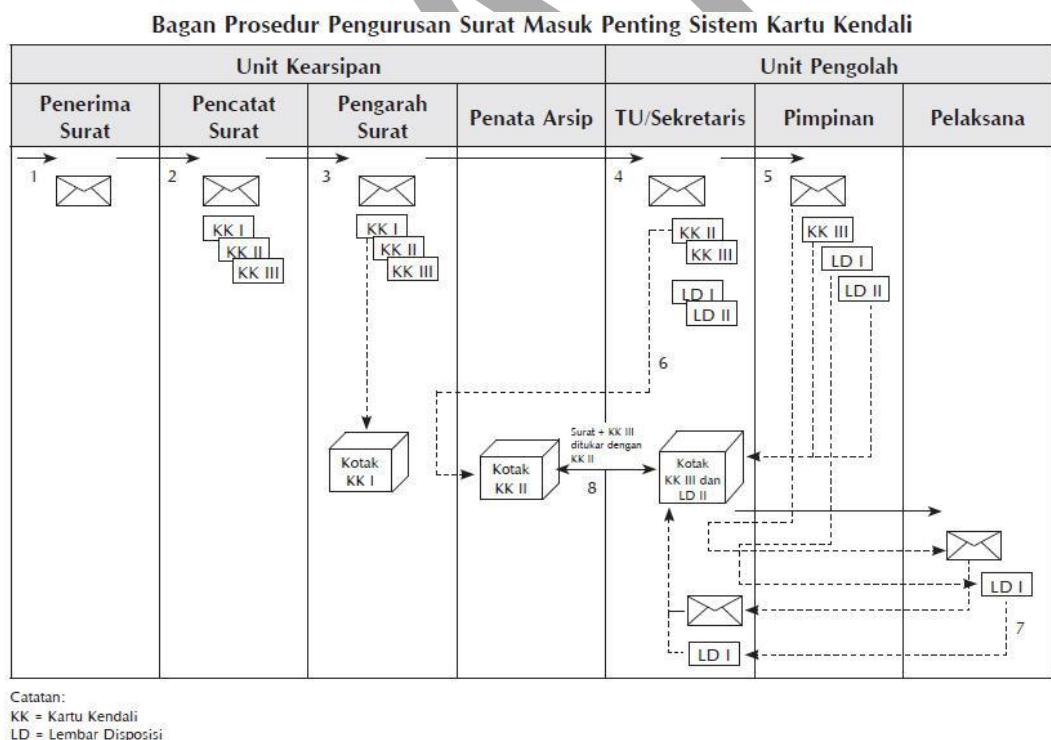 Bagan Prosedur Pengurusan Surat Masuk Penting Sistem Kartu Kendali
Unit Kearsipan
Unit Pengolah
Penerima
Surat
Pencatat
Surat
Pengarah
Surat
Penata Arsip
TU/Sekretaris
Pimpinan
Pelaksana
1
2
KK I
KK II
KK III
3
KK I
KK II
KK III
4
KK II
KK III
LD I
LD II
5
KK III
LD I
LD II
6
Kotak
KK I
Kotak
KK II
Surat + KK III
ditukar dengan
KK II
8
Kotak
KK III dan
LD II
LD I
7
LD I
Catatan:
KK = Kartu Kendali
LD = Lembar Disposisi